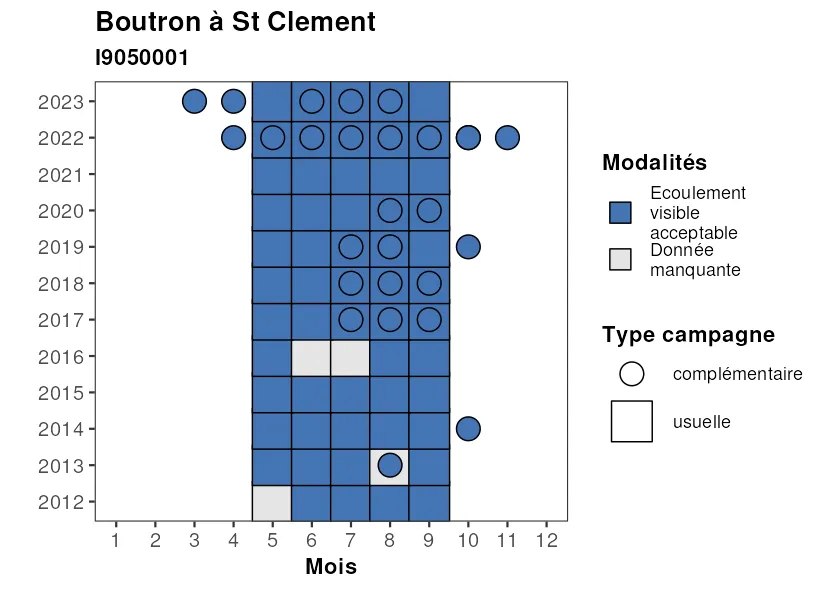 Boutron à St Clement
I9050001
2023
2022
2021
2020
2019
2018
2017
2016
2015
2014
2013
2012
1 2 3 4 5 6 7 8 9 10 11 12
Mois
Modalités
Ecoulement
visible
acceptable
Donnée
manquante
Type campagne
complémentaire
usuelle